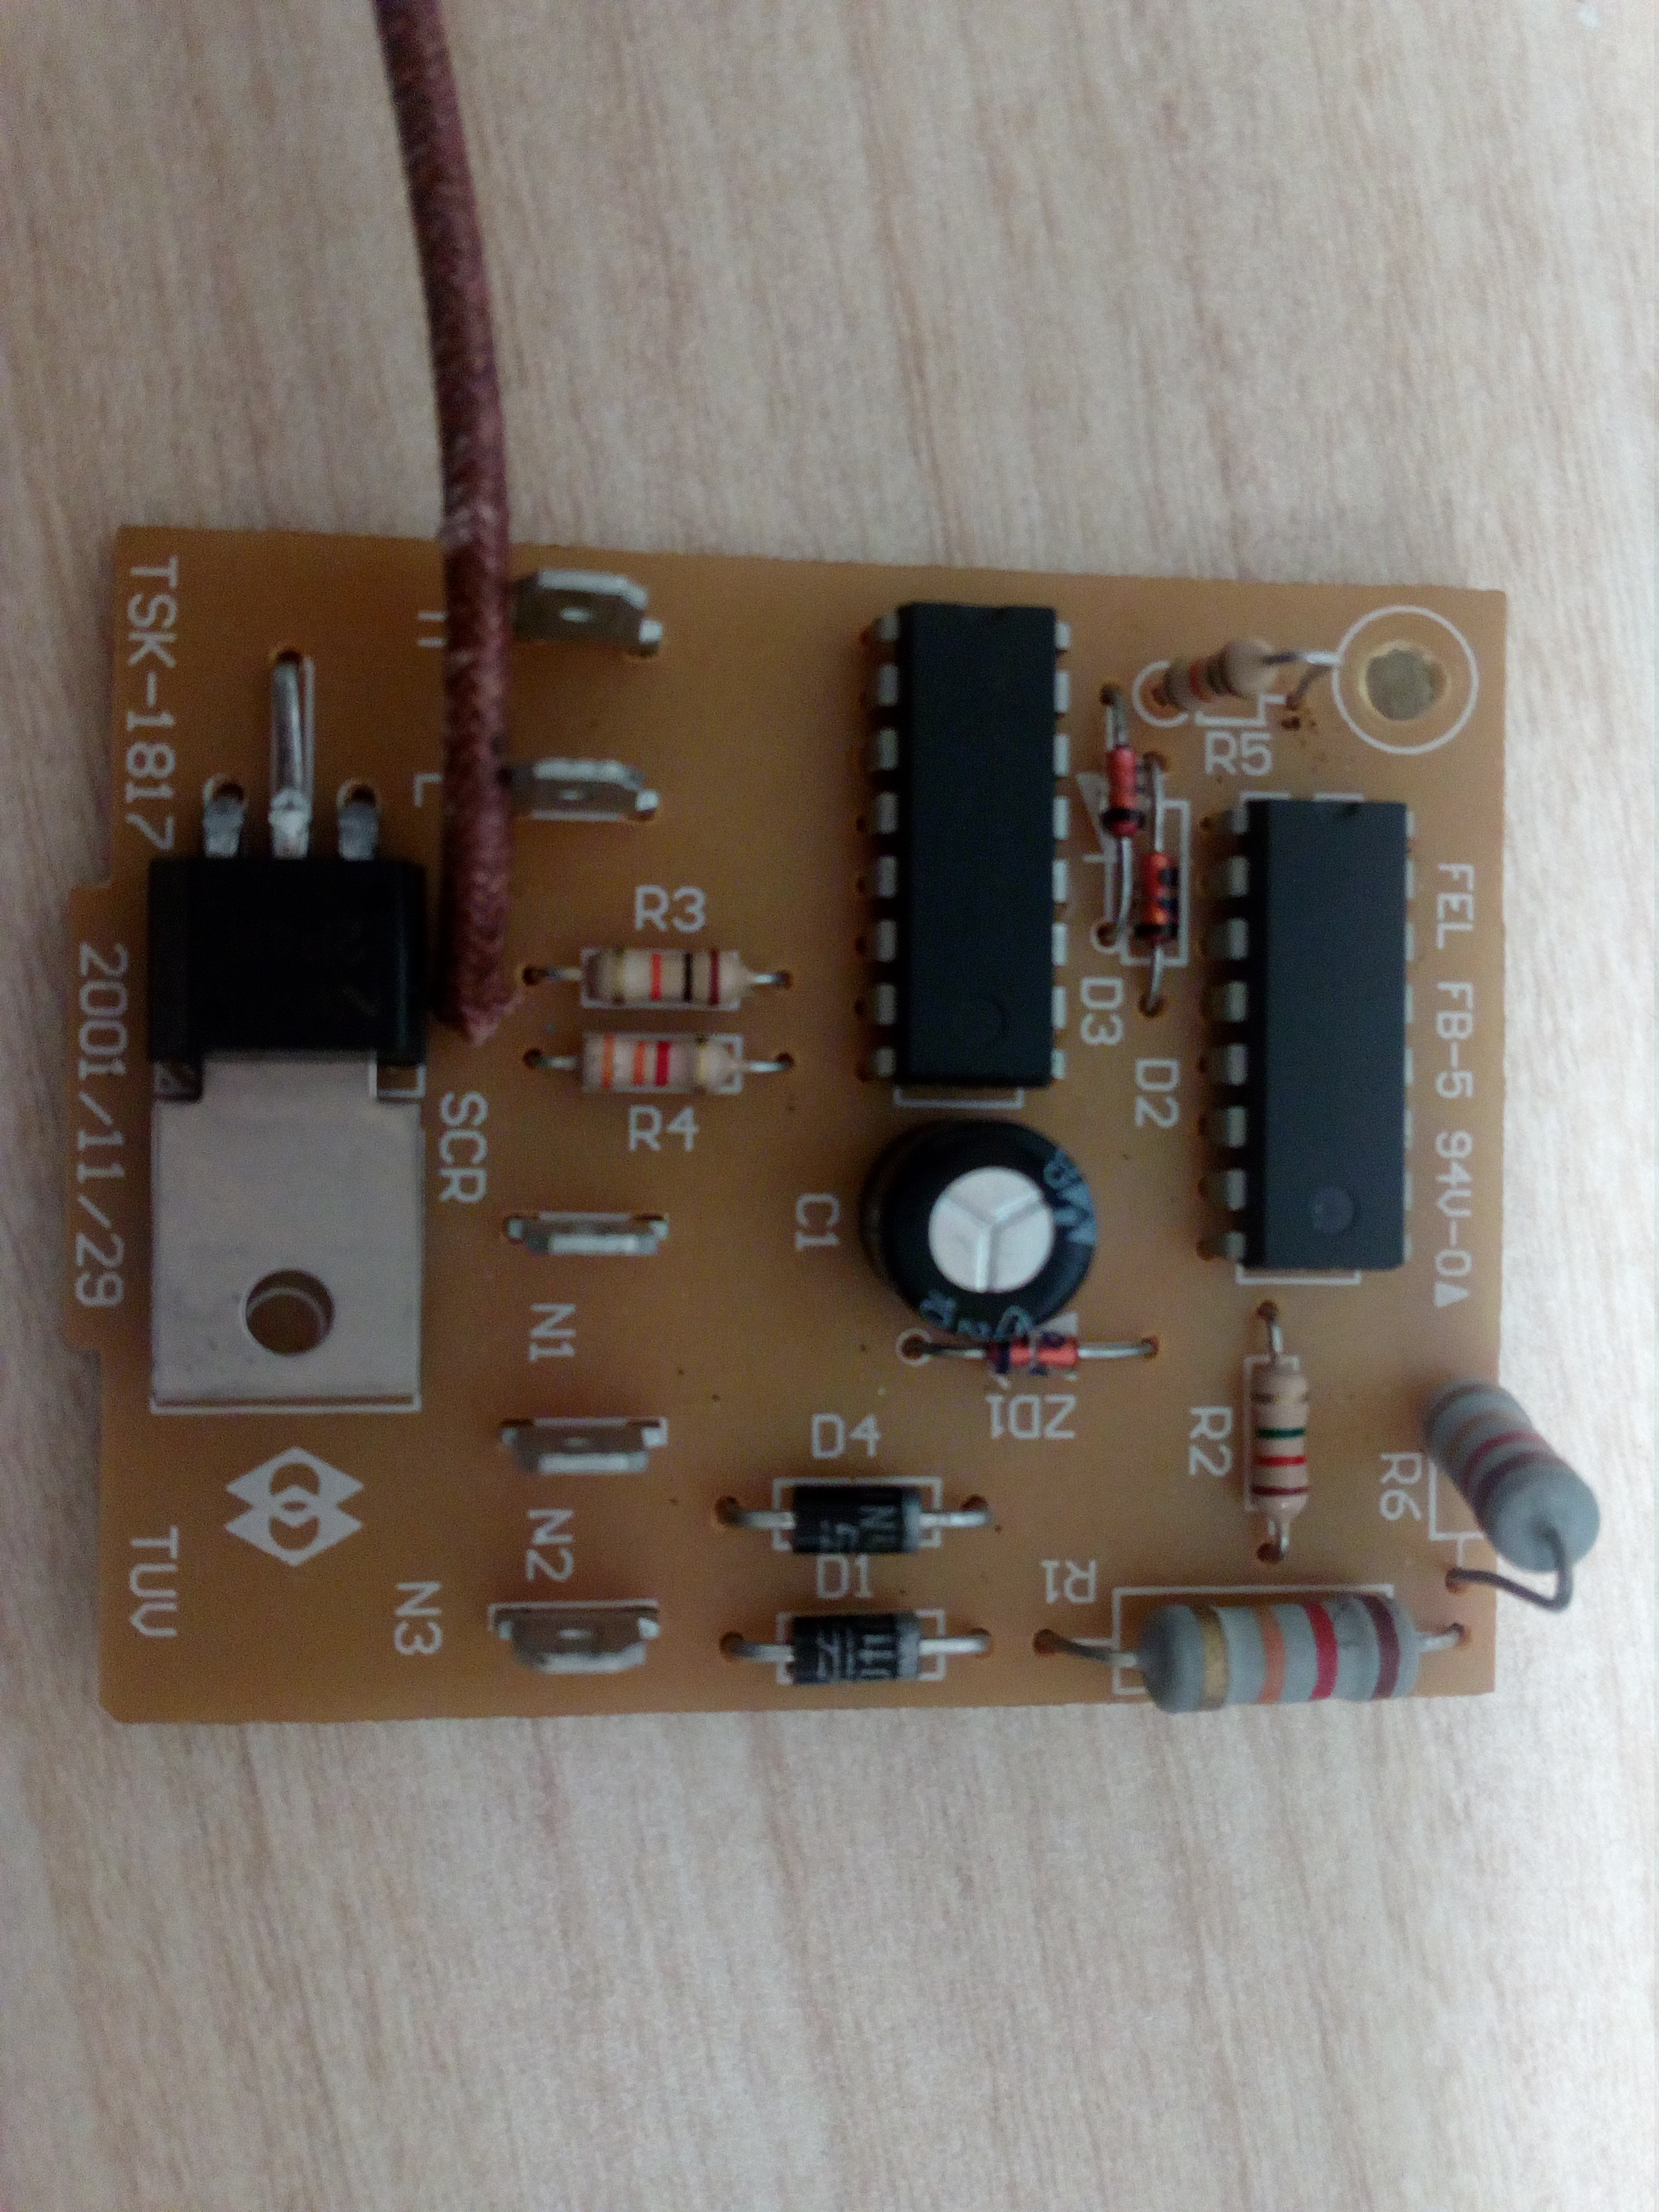 TSK-1817
2001/11/29
H
L
SCR
R3
R4
C1
D3
D2
R5
FEL FB-5 94V-0
N1
N2
N3
ZD1
D4
D1
R1
R2
R6
TUV